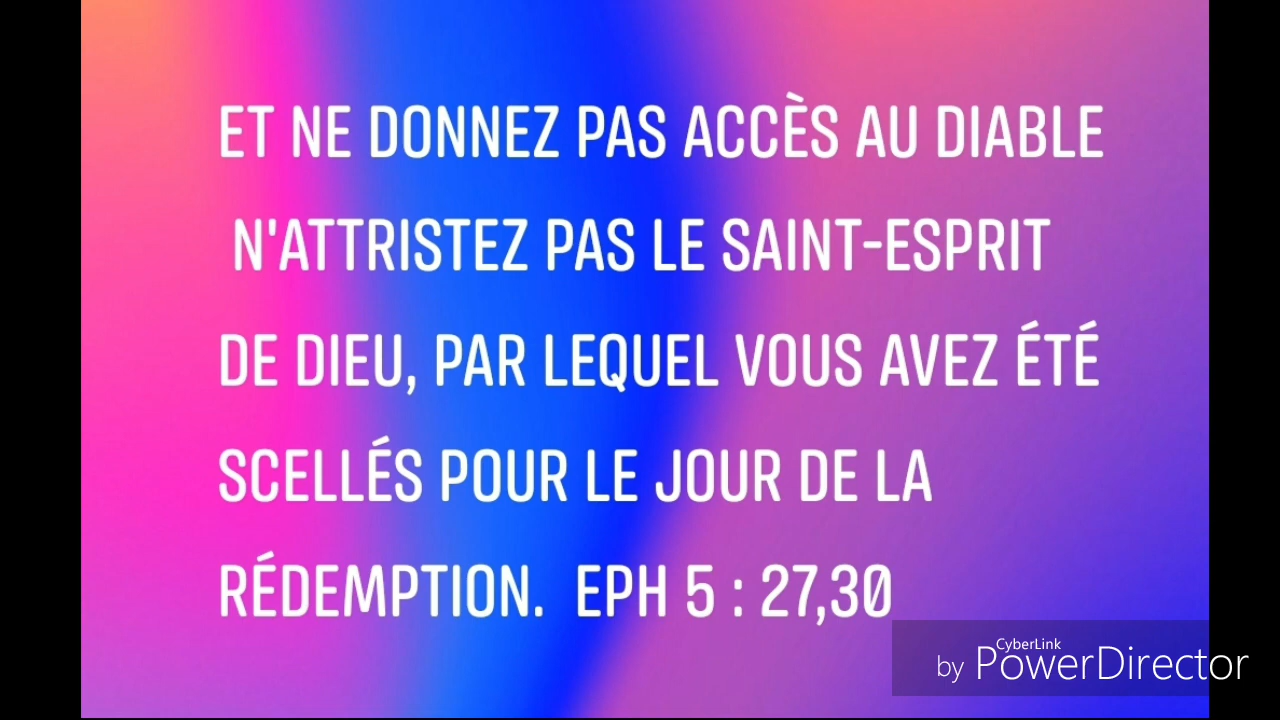 ET NE DONNEZ PAS ACCÈS AU DIABLE
N'ATTRISTEZ PAS LE SAINT-ESPRIT
DE DIEU, PAR LEQUEL VOUS AVEZ ÉTÉ
SCELLÉS POUR LE JOUR DE LA
RÉDEMPTION. EPH 5 : 27,30
CyberLink
by PowerDirector